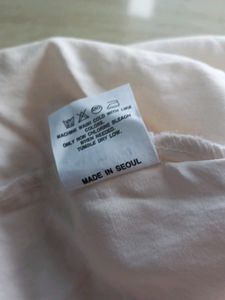 MACHINE WASH COLD WITH LIKE
COLORS.
ONLY NON CHLORINE BLEACH
WHEN NEEDED.
TUMBLE DRY LOW.
MADE IN SEOUL